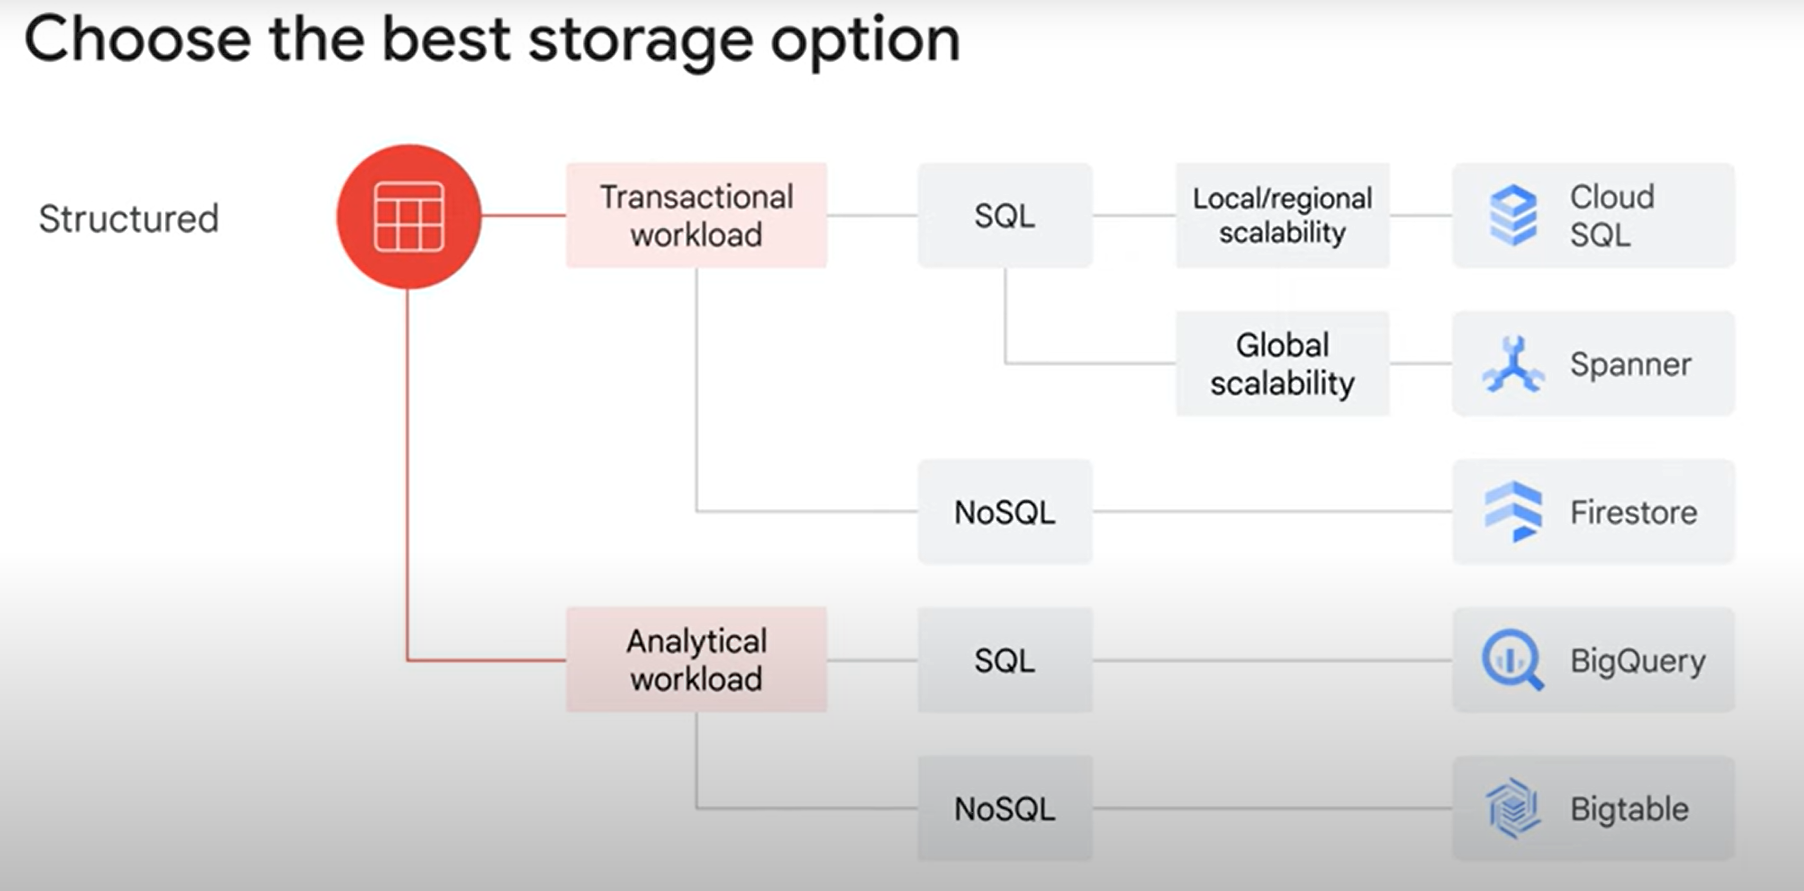 Choose the best storage option
Structured
Transactional
workload
SQL
Local/regional
scalability
Cloud
SQL
Global
scalability
Spanner
NoSQL
Firestore
Analytical
workload
SQL
BigQuery
NoSQL
Bigtable